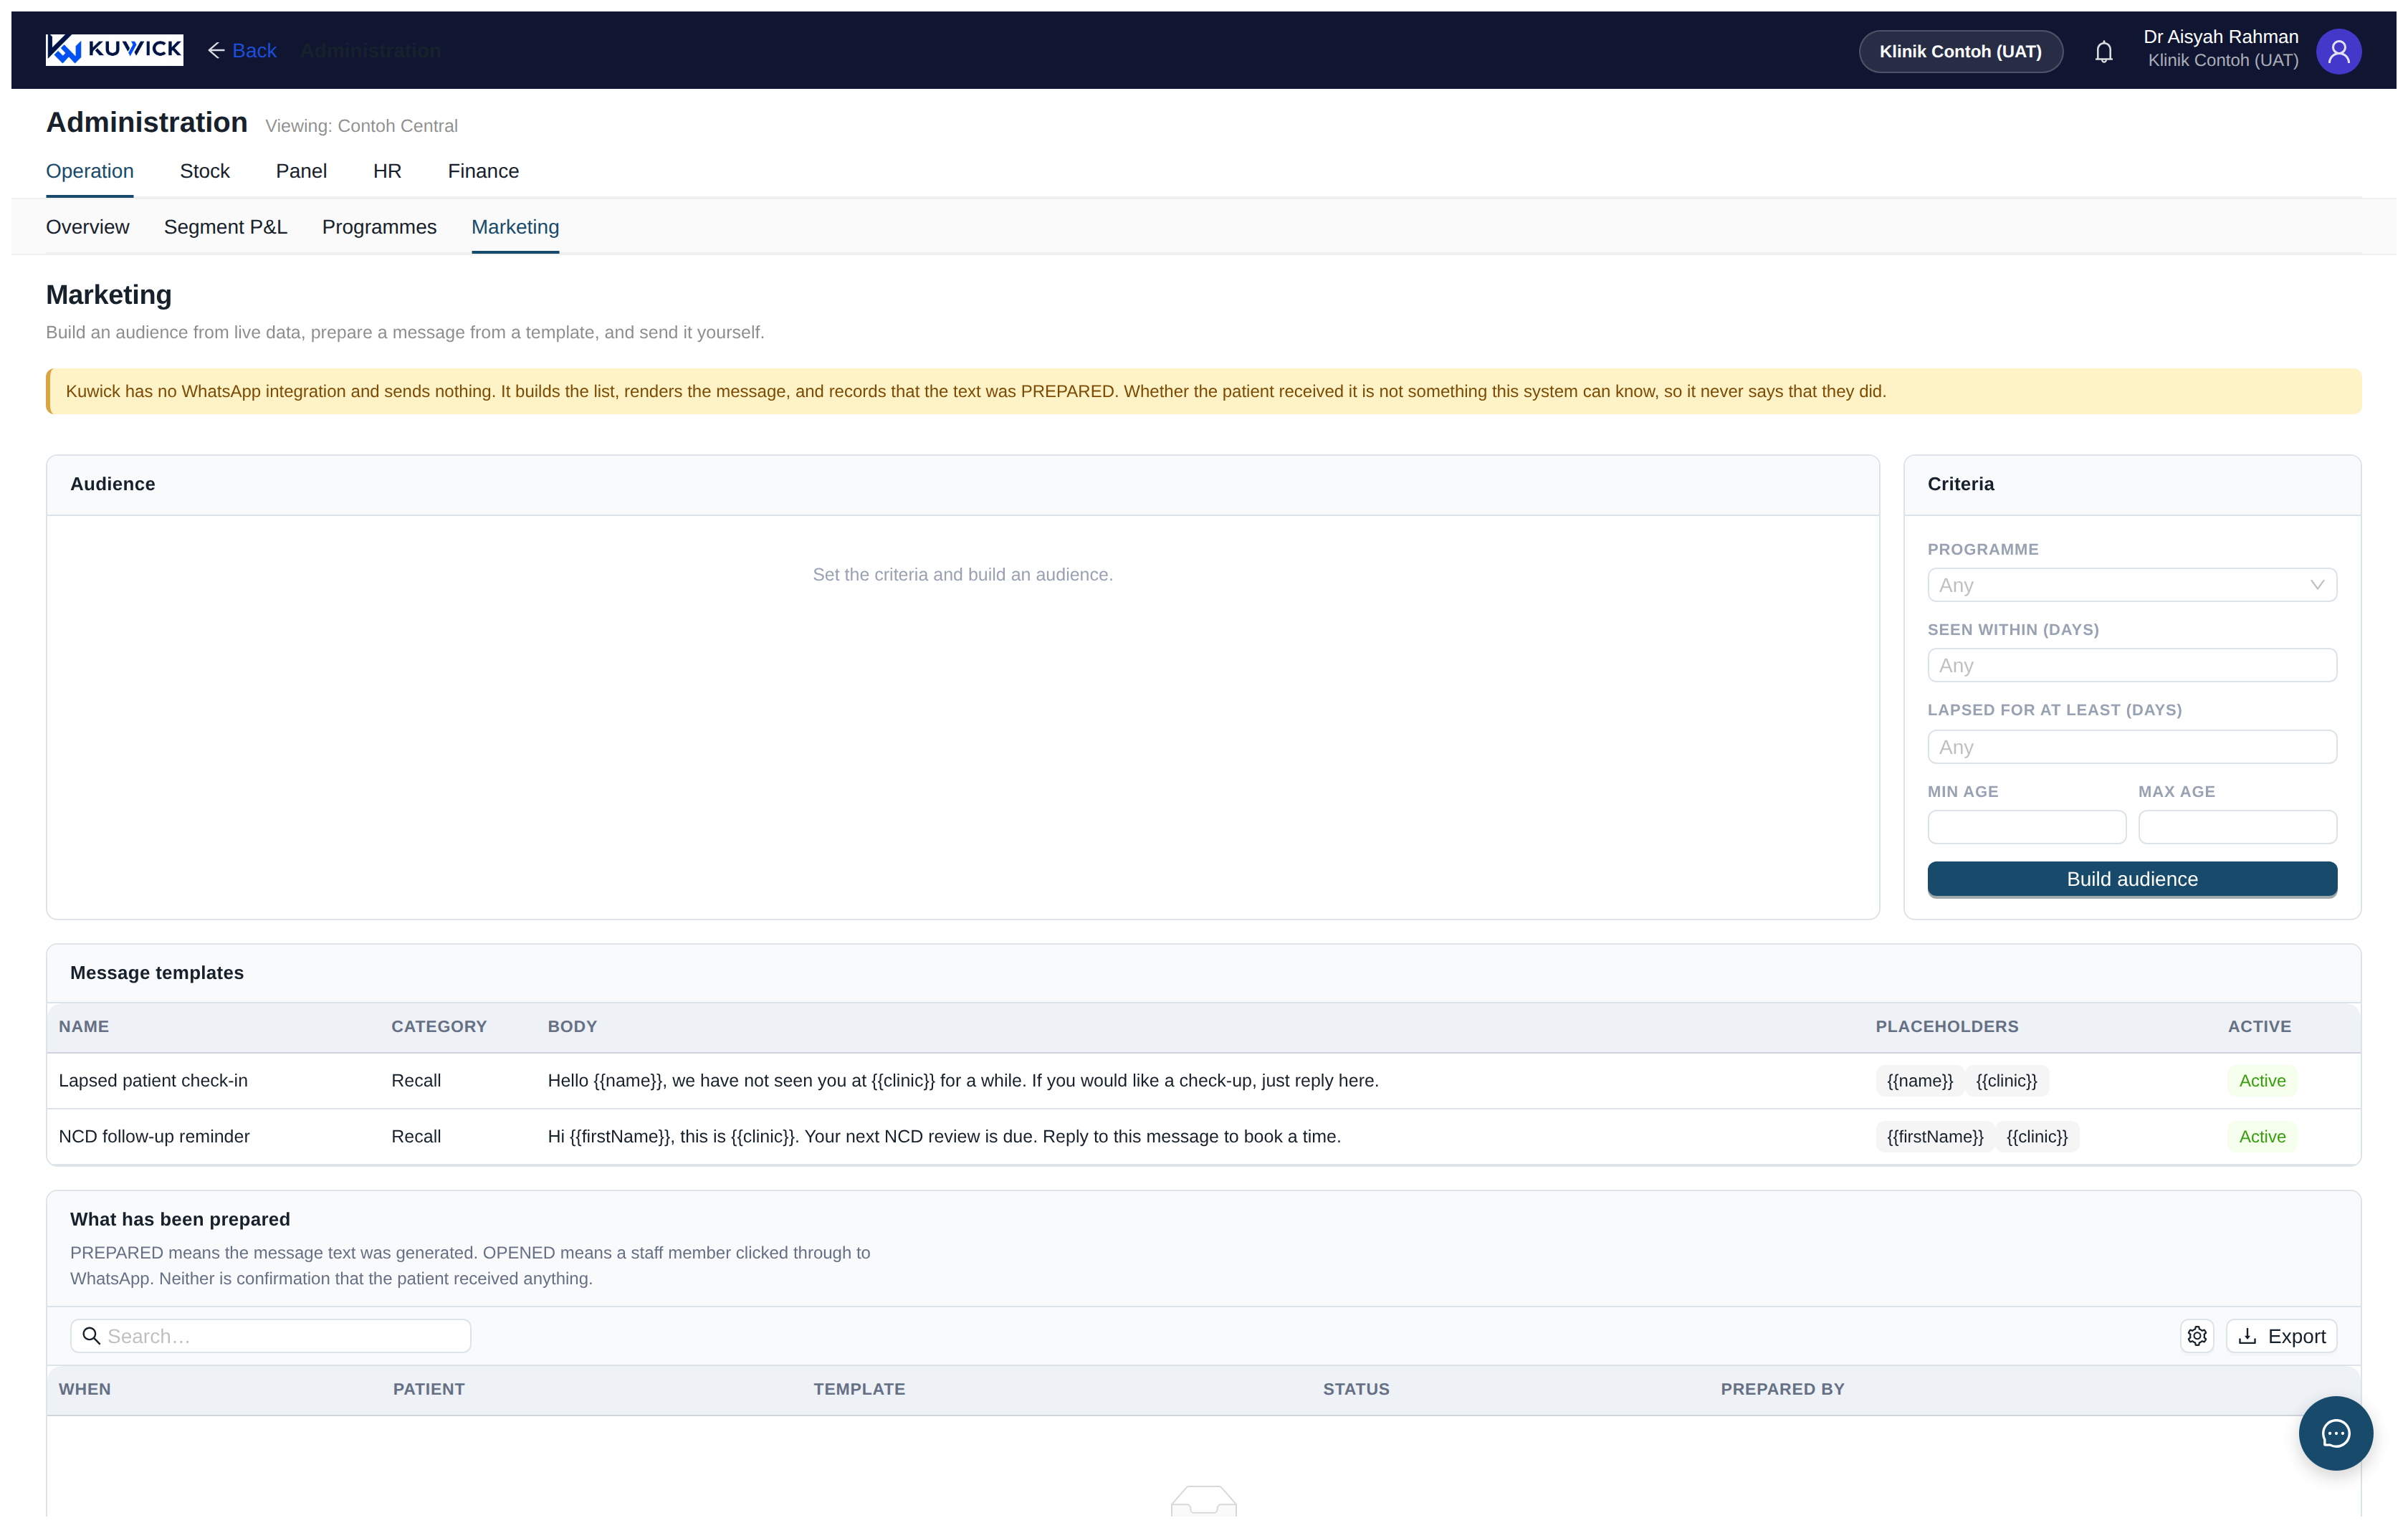 KUWICK
Back
Administration
Klinik Contoh (UAT)
Dr Aisyah Rahman
Klinik Contoh (UAT)
Administration
Viewing: Contoh Central
Operation
Stock
Panel
HR
Finance
Overview
Segment P&L
Programmes
Marketing
Marketing
Build an audience from live data, prepare a message from a template, and send it yourself.
Kuwick has no WhatsApp integration and sends nothing. It builds the list, renders the message, and records that the text was PREPARED. Whether the patient received it is not something this system can know, so it never says that they did.
Audience
Set the criteria and build an audience.
Criteria
PROGRAMME
Any
SEEN WITHIN (DAYS)
Any
LAPSED FOR AT LEAST (DAYS)
Any
MIN AGE
MAX AGE
Build audience
Message templates
NAME
CATEGORY
BODY
PLACEHOLDERS
ACTIVE
Lapsed patient check-in
Recall
Hello {{name}}, we have not seen you at {{clinic}} for a while. If you would like a check-up, just reply here.
{{name}}
{{clinic}}
Active
NCD follow-up reminder
Recall
Hi {{firstName}}, this is {{clinic}}. Your next NCD review is due. Reply to this message to book a time.
{{firstName}}
{{clinic}}
Active
What has been prepared
PREPARED means the message text was generated. OPENED means a staff member clicked through to
WhatsApp. Neither is confirmation that the patient received anything.
Search…
Export
WHEN
PATIENT
TEMPLATE
STATUS
PREPARED BY